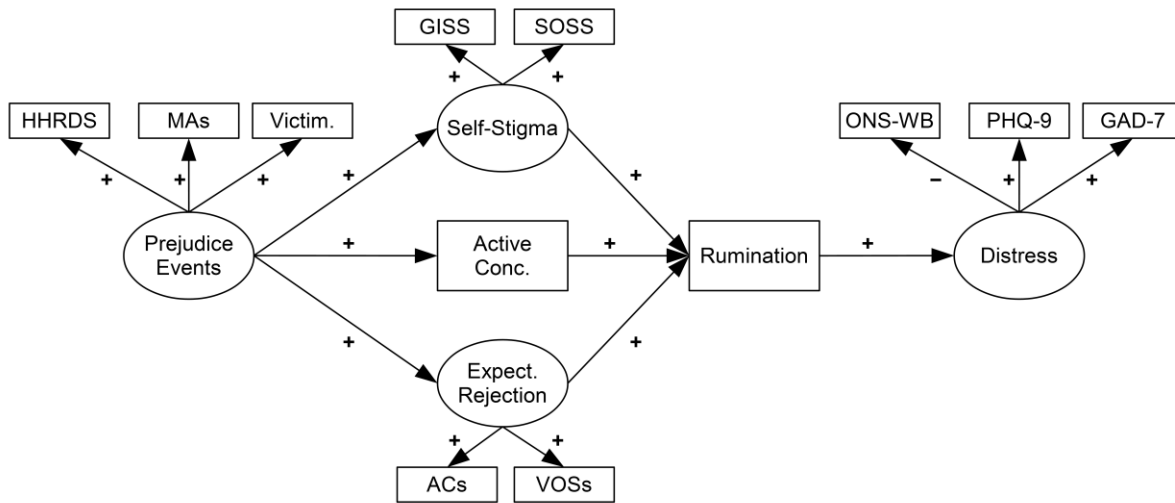 GISS
SOSS
+
+
HHRDS
MAs
Victim.
+
+
+
Self-Stigma
ONS-WB
PHQ-9
GAD-7
−
+
+
+
+
Prejudice
Events
+
Active
Conc.
+
Rumination
+
Distress
+
+
Expect.
Rejection
+
+
ACs
VOSs